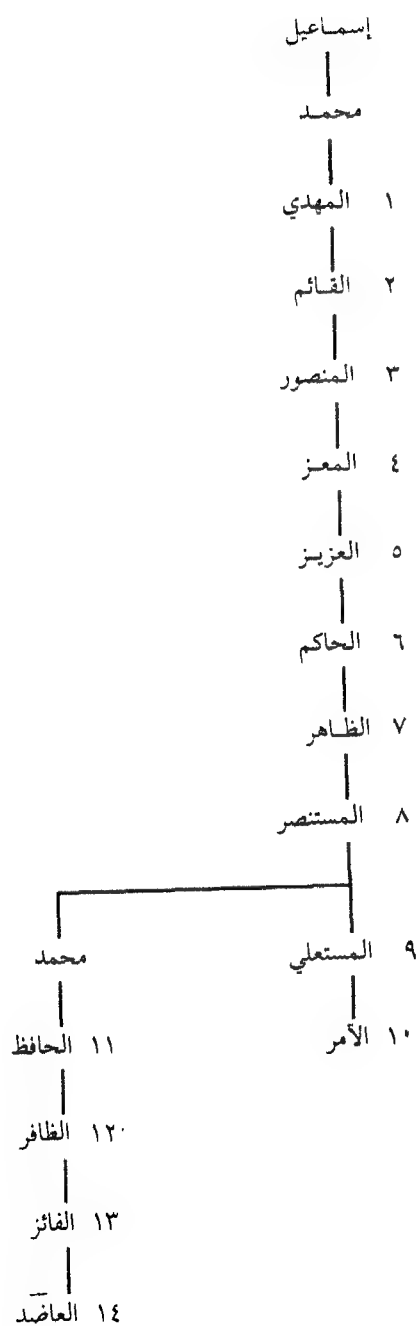 إسماعيل
محمد
١ المهدي
٢ القائم
٣ المنصور
٤ المعز
٥ العزيز
٦ الحاكم
٧ الظاهر
٨ المستنصر
٩ المستعلي
محمد
١٠ الآمر
١١ الحافظ
١٢ الظافر
١٣ الفائز
١٤ العاضد